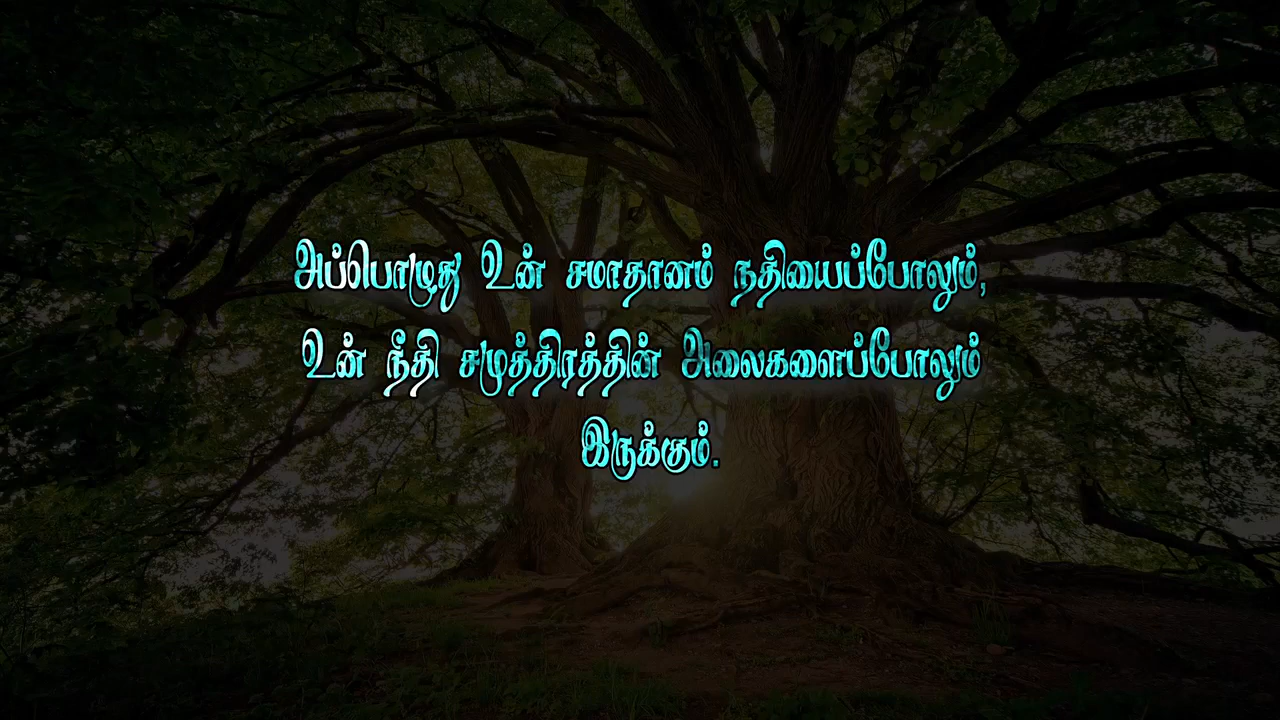 அப்பொழுது உன் சமாதானம் நதியைப்போலும்,
உன் நீதி சமுத்திரத்தின் அலைகளைப்போலும்
இருக்கும்.